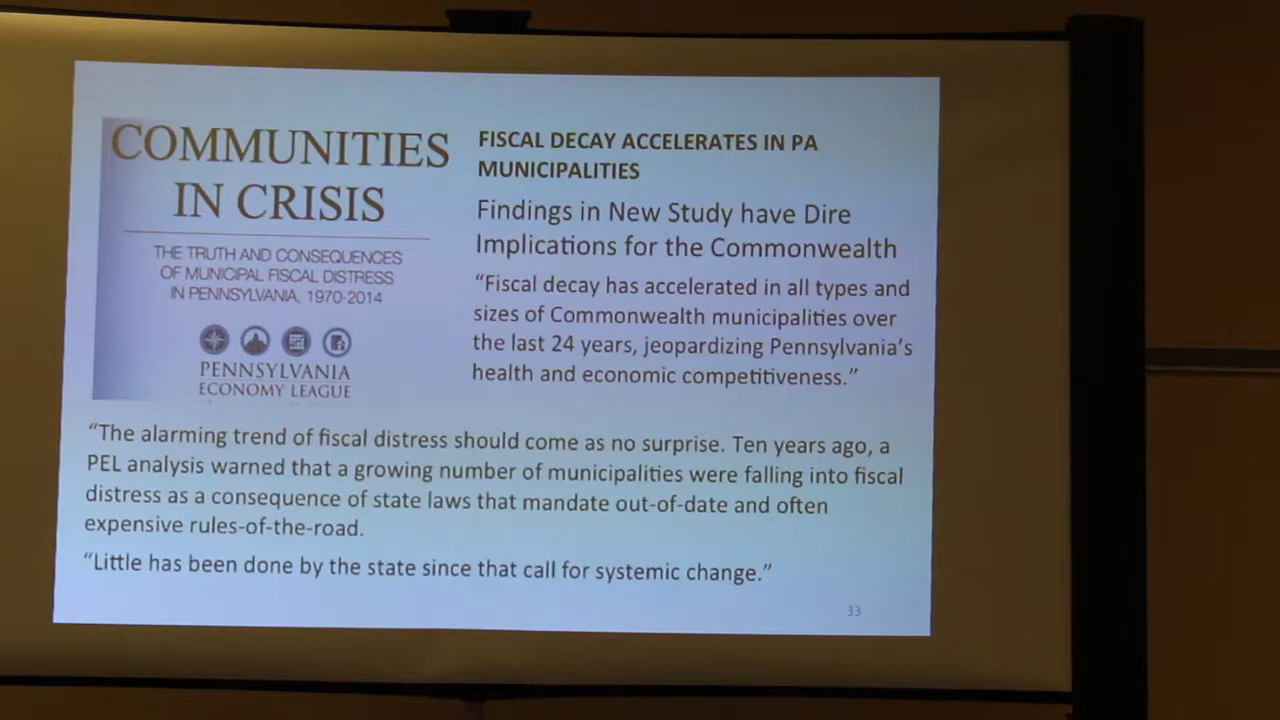 COMMUNITIES
IN CRISIS
THE TRUTH AND CONSEQUENCES
OF MUNICIPAL FISCAL DISTRESS
IN PENNSYLVANIA, 1970-2014
PENNSYLVANIA
ECONOMY LEAGUE
FISCAL DECAY ACCELERATES IN PA
MUNICIPALITIES
Findings in New Study have Dire
Implications for the Commonwealth
“Fiscal decay has accelerated in all types and
sizes of Commonwealth municipalities over
the last 24 years, jeopardizing Pennsylvania’s
health and economic competitiveness.”
“The alarming trend of fiscal distress should come as no surprise. Ten years ago, a
PEL analysis warned that a growing number of municipalities were falling into fiscal
distress as a consequence of state laws that mandate out-of-date and often
expensive rules-of-the-road.
“Little has been done by the state since that call for systemic change.”
33